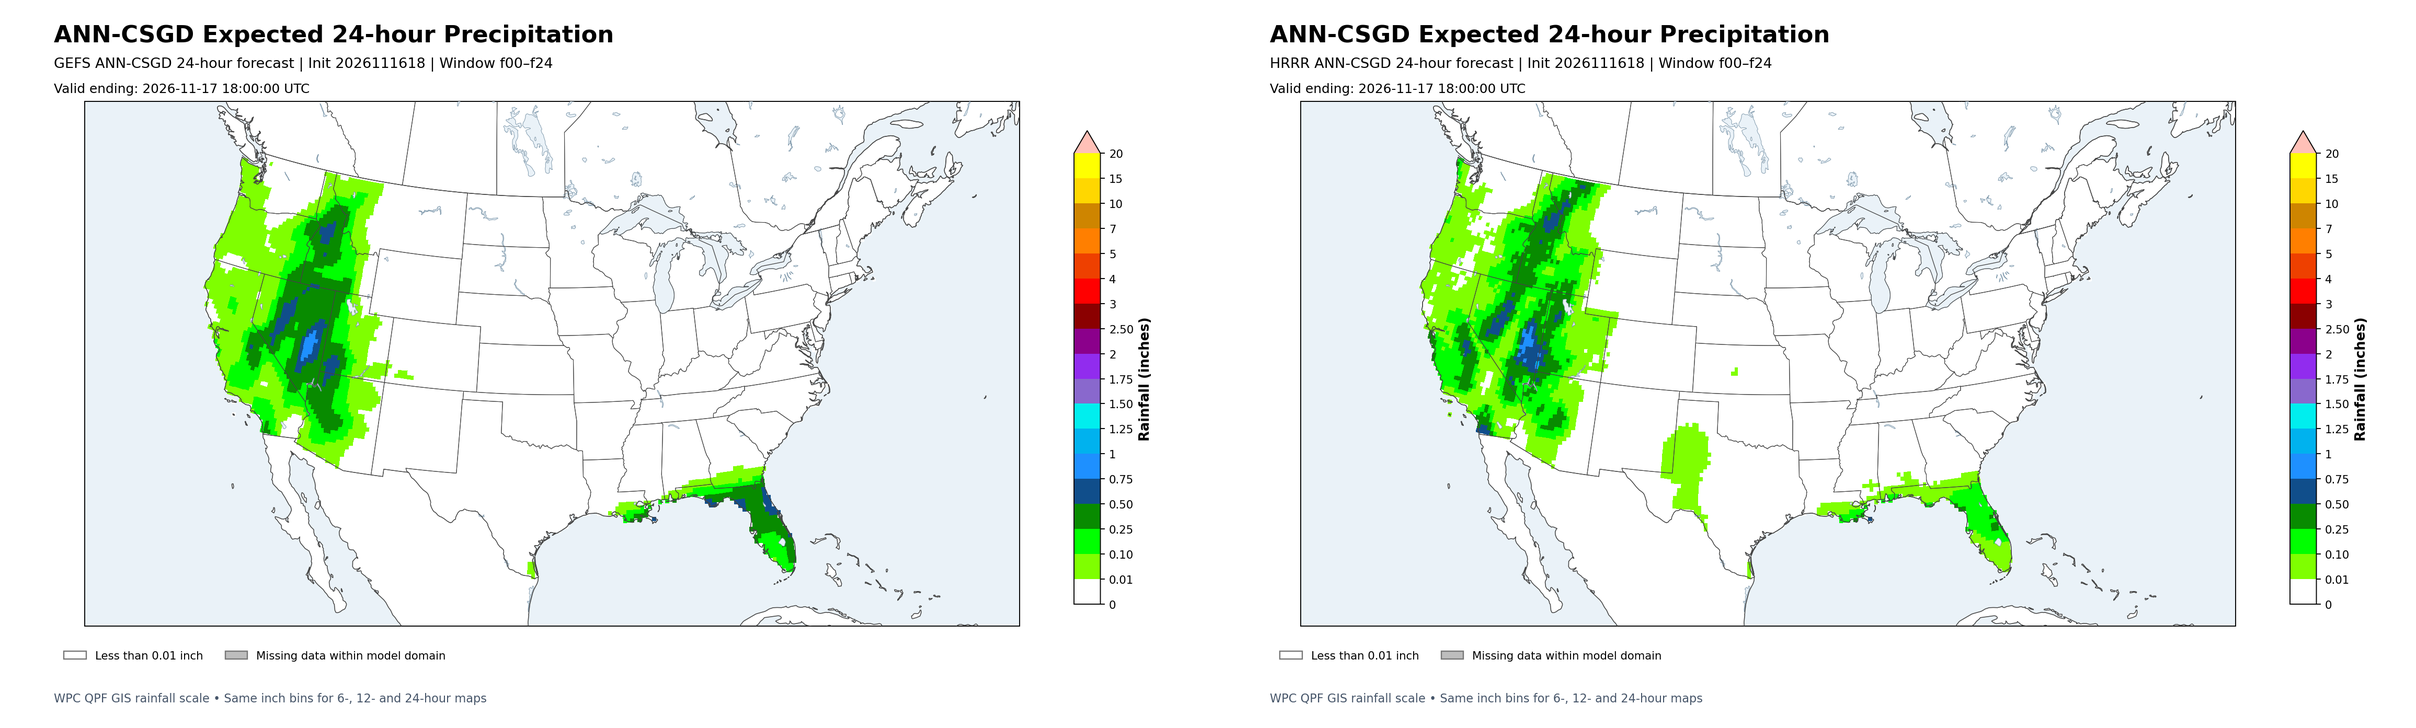 ANN-CSGD Expected 24-hour Precipitation
GEFS ANN-CSGD 24-hour forecast | Init 2026111618 | Window f00–f24
Valid ending: 2026-11-17 18:00:00 UTC
20
15
10
7
5
4
3
2.50
2
1.75
1.50
1.25
1
0.75
0.50
0.25
0.10
0.01
0
Rainfall (inches)
Less than 0.01 inch
Missing data within model domain
WPC QPF GIS rainfall scale • Same inch bins for 6-, 12- and 24-hour maps
ANN-CSGD Expected 24-hour Precipitation
HRRR ANN-CSGD 24-hour forecast | Init 2026111618 | Window f00–f24
Valid ending: 2026-11-17 18:00:00 UTC
20
15
10
7
5
4
3
2.50
2
1.75
1.50
1.25
1
0.75
0.50
0.25
0.10
0.01
0
Rainfall (inches)
Less than 0.01 inch
Missing data within model domain
WPC QPF GIS rainfall scale • Same inch bins for 6-, 12- and 24-hour maps